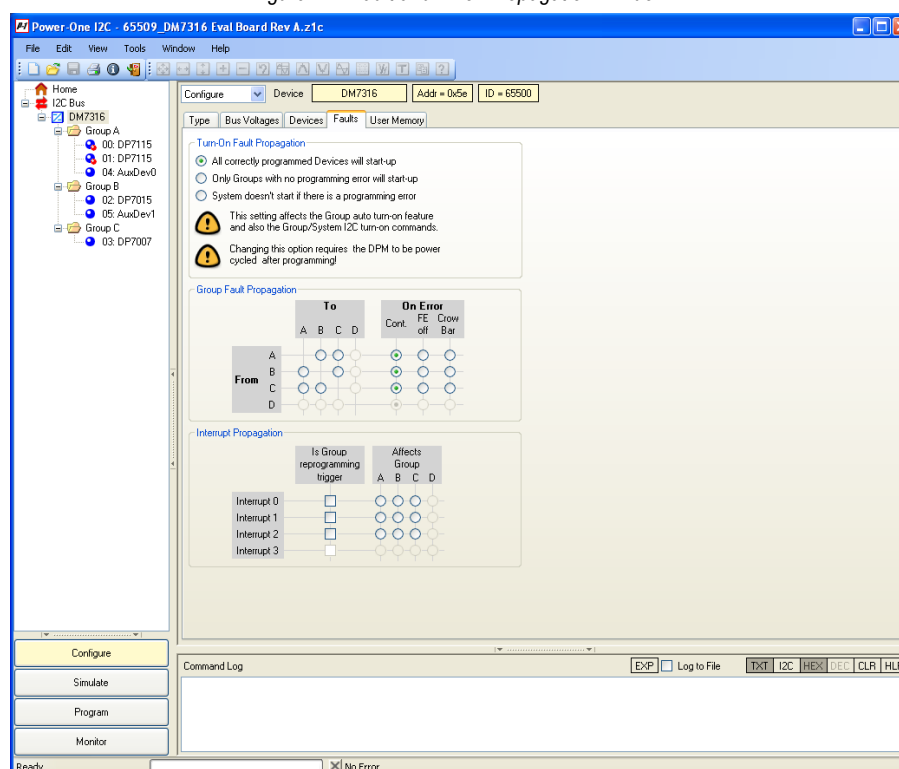 Power-One I2C - 65509_DM7316 Eval Board Rev A.z1c
File Edit View Tools Window Help
Home
I2C Bus
DM7316
Group A
00: DP7115
01: DP7115
04: AuxDev0
Group B
02: DP7015
05: AuxDev1
Group C
03: DP7007
Configure Device DM7316 Addr = 0x5e ID = 65500
Type Bus Voltages Devices Faults User Memory
Turn-On Fault Propagation
All correctly programmed Devices will start-up
Only Groups with no programming error will start-up
System doesn't start if there is a programming error
This setting affects the Group auto turn-on feature
and also the Group/System I2C turn-on commands.
Changing this option requires the DPM to be power
cycled after programming!
Group Fault Propagation
To On Error
A B C D Cont. FE off Crow Bar
From
A
B
C
D
Interrupt Propagation
Is Group reprogramming trigger
Affects Group
A B C D
Interrupt 0
Interrupt 1
Interrupt 2
Interrupt 3
Configure
Simulate
Program
Monitor
Command Log EXP Log to File TXT I2C HEX DEC CLR HLP
Ready No Error